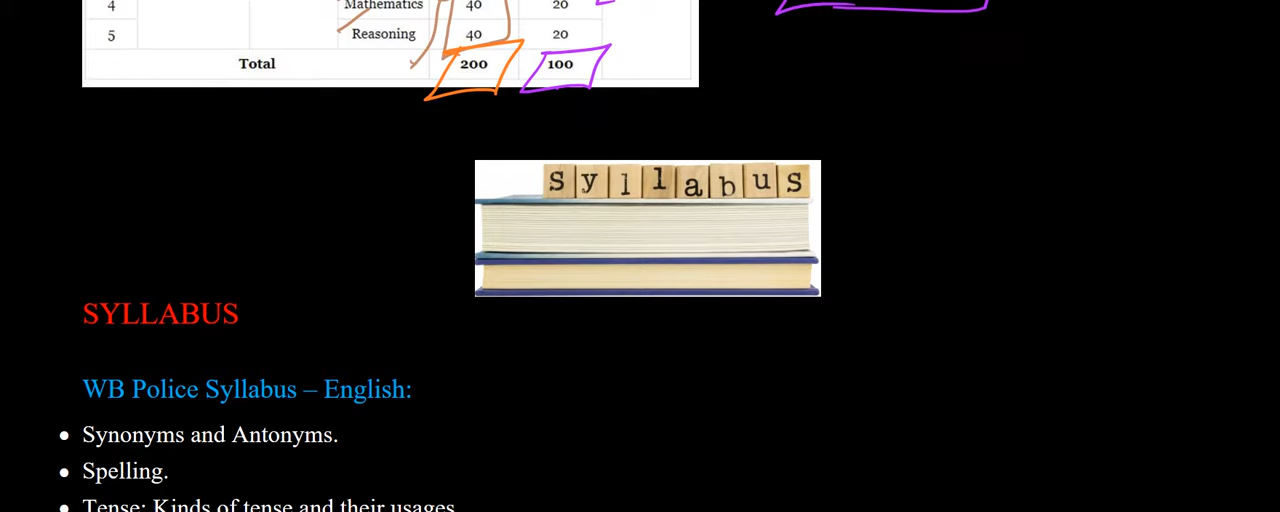 4 Mathematics 40 20
5 Reasoning 40 20
Total 200 100
syllabus
SYLLABUS
WB Police Syllabus – English:
• Synonyms and Antonyms.
• Spelling.
• Tense: Kinds of tense and their usages